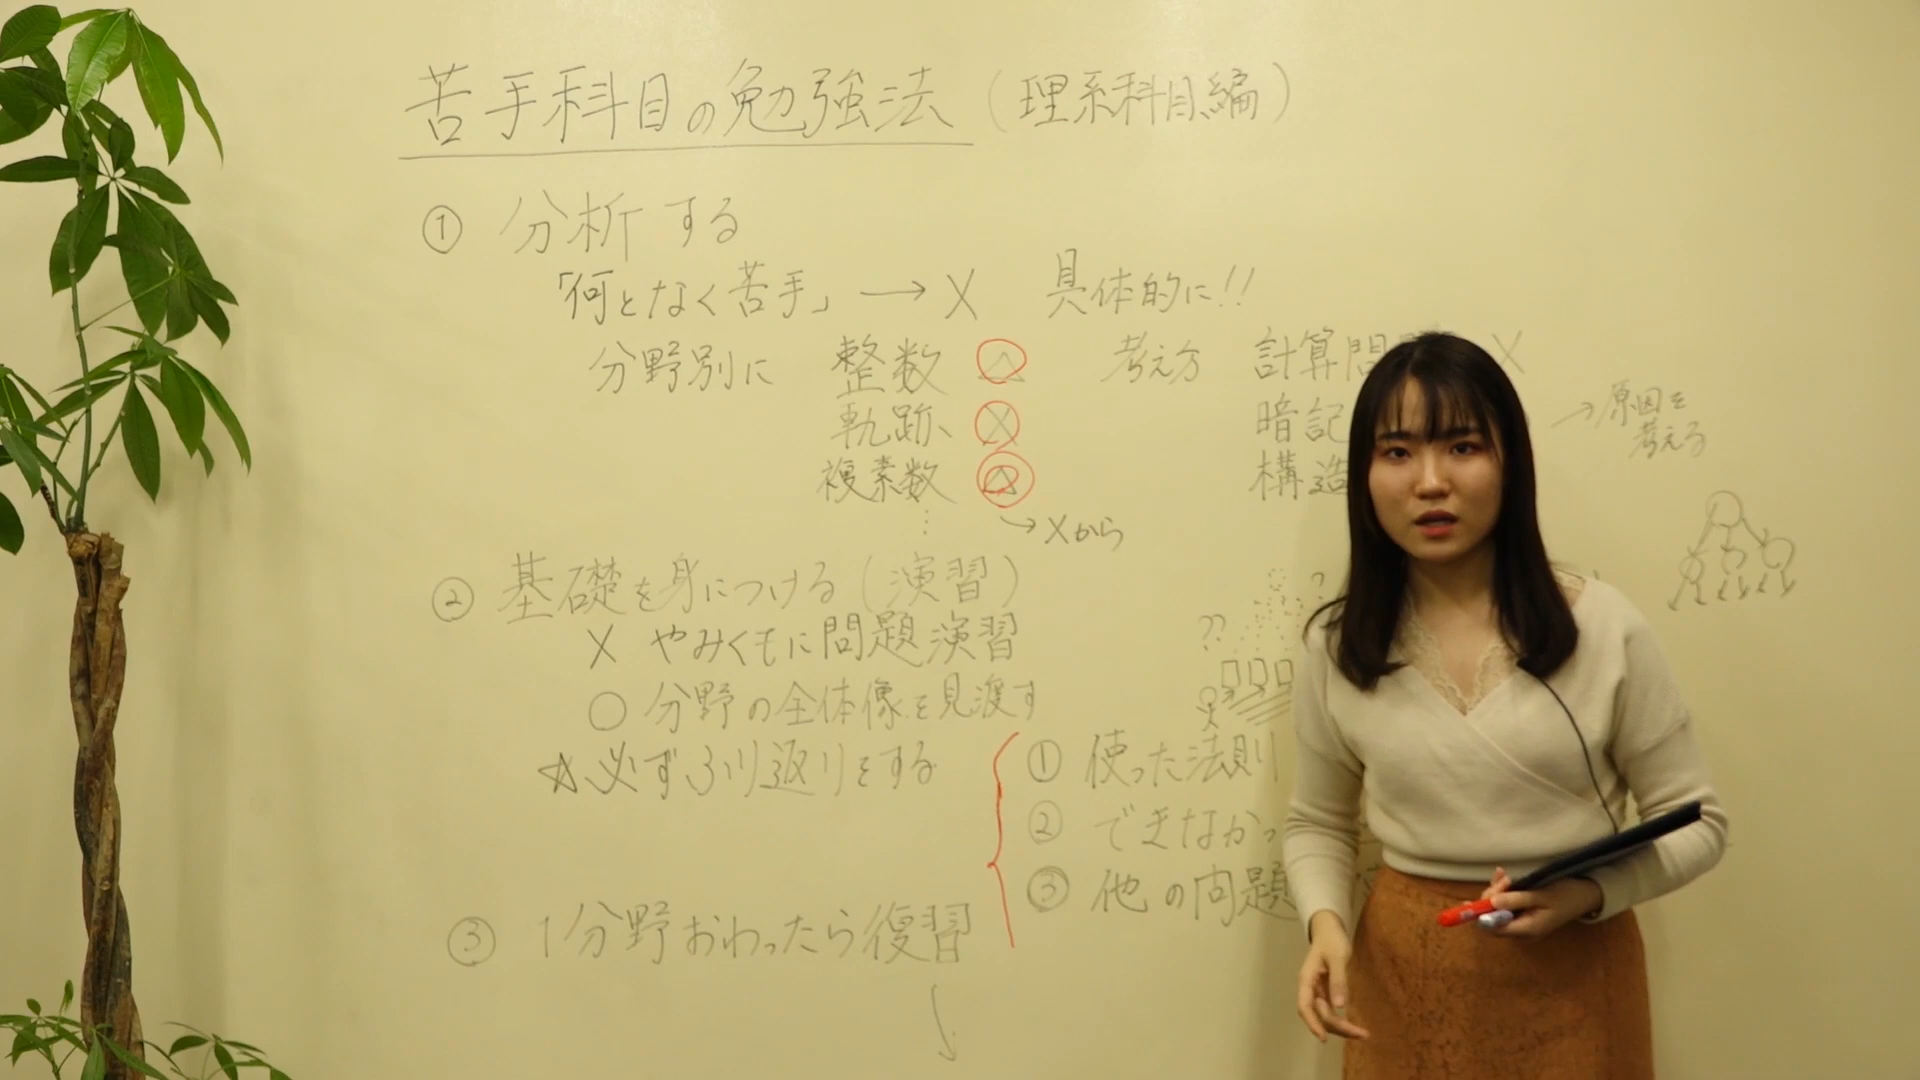 苦手科目の勉強法 (理系科目編)
① 分析する
「何となく苦手」 → X 具体的に!!
分野別に 整数 △ 考え方 計算問 X
軌跡 X 暗記 → 原因を考える
複素数 △ 構造
⋮ → Xから
② 基礎を身につける (演習)
X やみくもに問題演習
○ 分野の全体像を見渡す
??
☆必ずふり返りをする
① 使った法則
② できなかっ
③ 他の問題
③ 1分野おわったら復習
↓